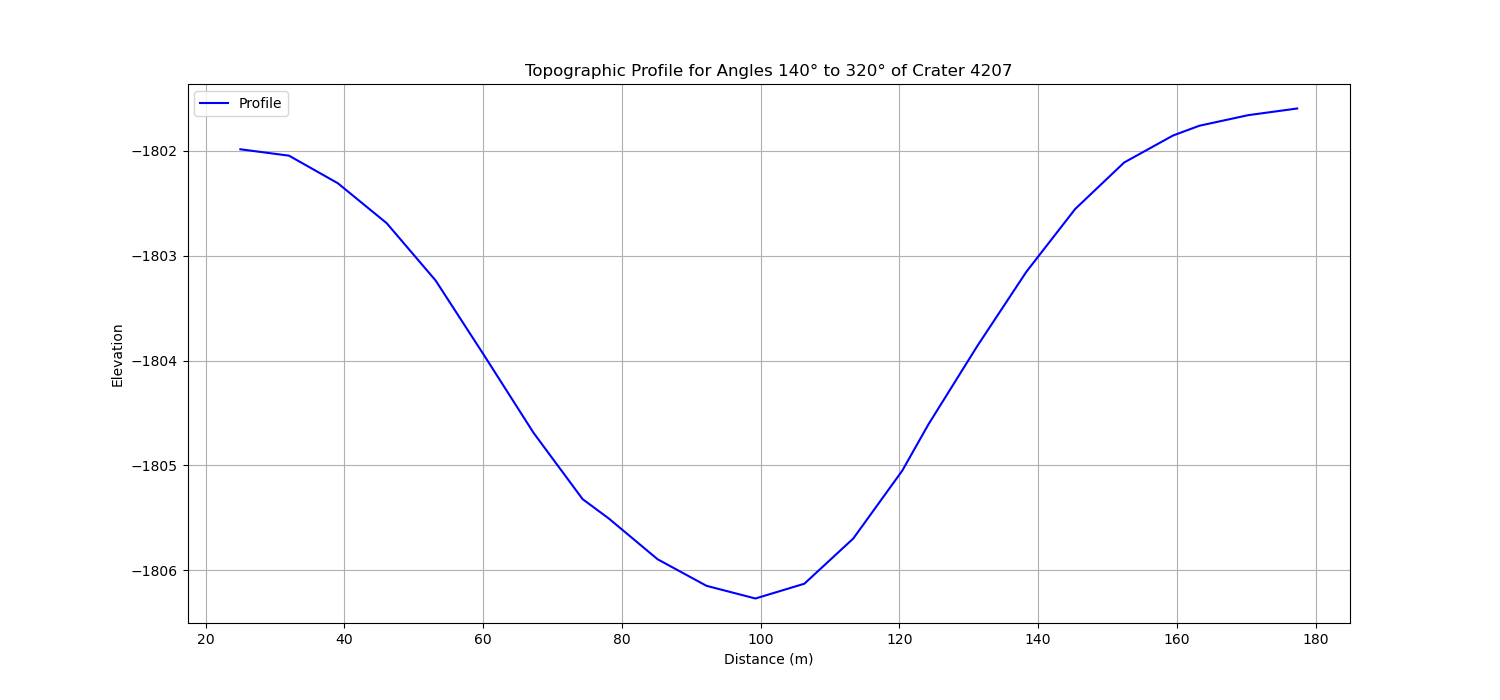 Topographic Profile for Angles 140° to 320° of Crater 4207
Profile
Elevation
−1802
−1803
−1804
−1805
−1806
20 40 60 80 100 120 140 160 180
Distance (m)